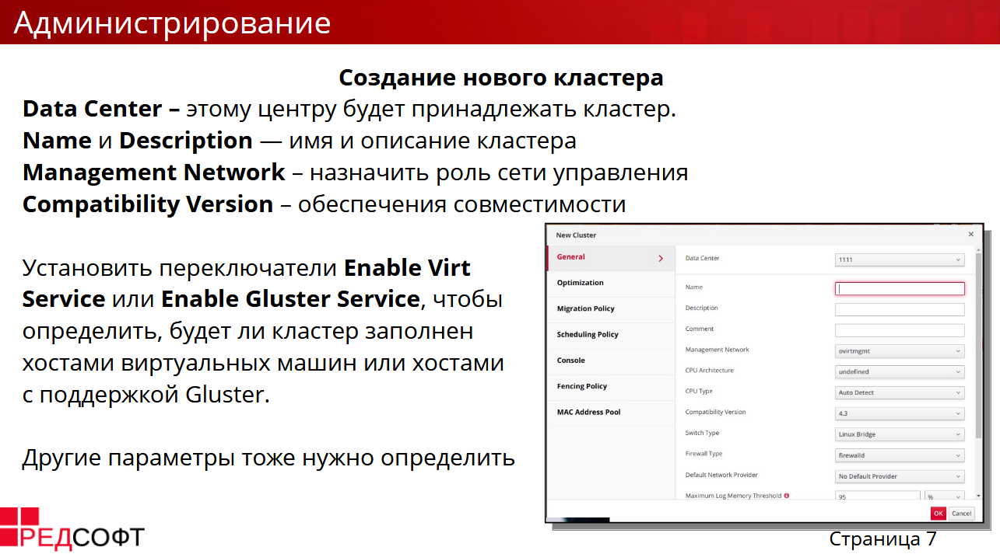 Администрирование
Создание нового кластера
Data Center – этому центру будет принадлежать кластер.
Name и Description — имя и описание кластера
Management Network – назначить роль сети управления
Compatibility Version – обеспечения совместимости
Установить переключатели Enable Virt
Service или Enable Gluster Service, чтобы
определить, будет ли кластер заполнен
хостами виртуальных машин или хостами
с поддержкой Gluster.
Другие параметры тоже нужно определить
New Cluster
General
Optimization
Migration Policy
Scheduling Policy
Console
Fencing Policy
MAC Address Pool
Data Center 1111
Name
Description
Comment
Management Network ovirtmgmt
CPU Architecture undefined
CPU Type Auto Detect
Compatibility Version 4.3
Switch Type Linux Bridge
Firewall Type firewalld
Default Network Provider No Default Provider
Maximum Log Memory Threshold 95 %
OK Cancel
РЕДСОФТ
Страница 7